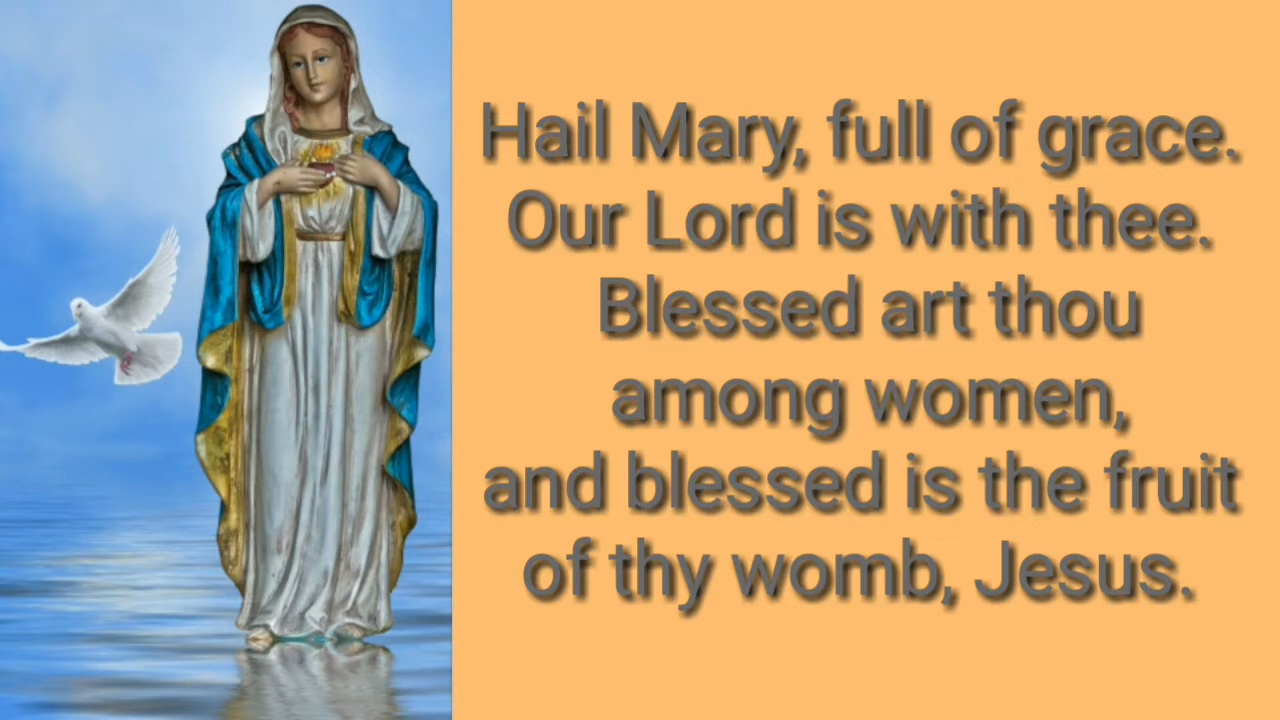 Hail Mary, full of grace.
Our Lord is with thee.
Blessed art thou
among women,
and blessed is the fruit
of thy womb, Jesus.